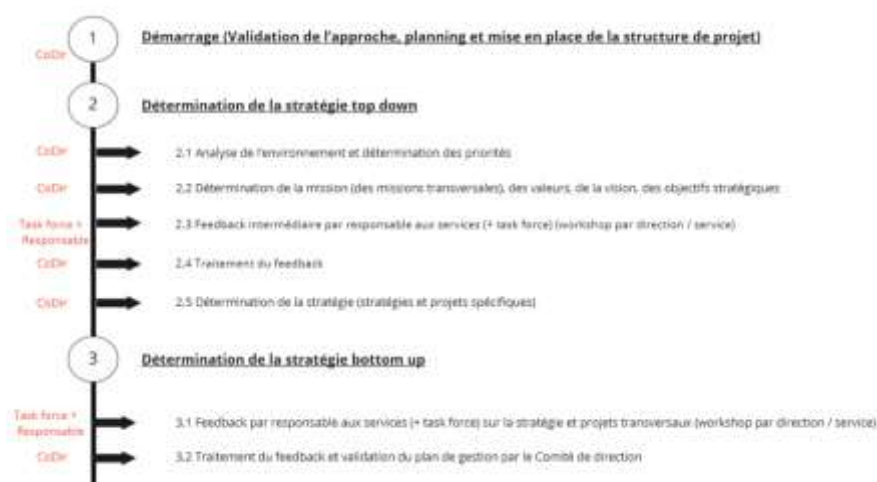 1
Démarrage (Validation de l'approche, planning et mise en place de la structure de projet)
CoDir
2
Détermination de la stratégie top down
CoDir
2.1 Analyse de l'environnement et détermination des priorités
CoDir
2.2 Détermination de la mission (des missions transversales), des valeurs, de la vision, des objectifs stratégiques
Task force +
Responsable
2.3 Feedback intermédiaire par responsable aux services (+ task force) (workshop par direction / service)
CoDir
2.4 Traitement du feedback
CoDir
2.5 Détermination de la stratégie (stratégies et projets spécifiques)
3
Détermination de la stratégie bottom up
Task force +
Responsable
3.1 Feedback par responsable aux services (+ task force) sur la stratégie et projets transversaux (workshop par direction / service)
CoDir
3.2 Traitement du feedback et validation du plan de gestion par le Comité de direction